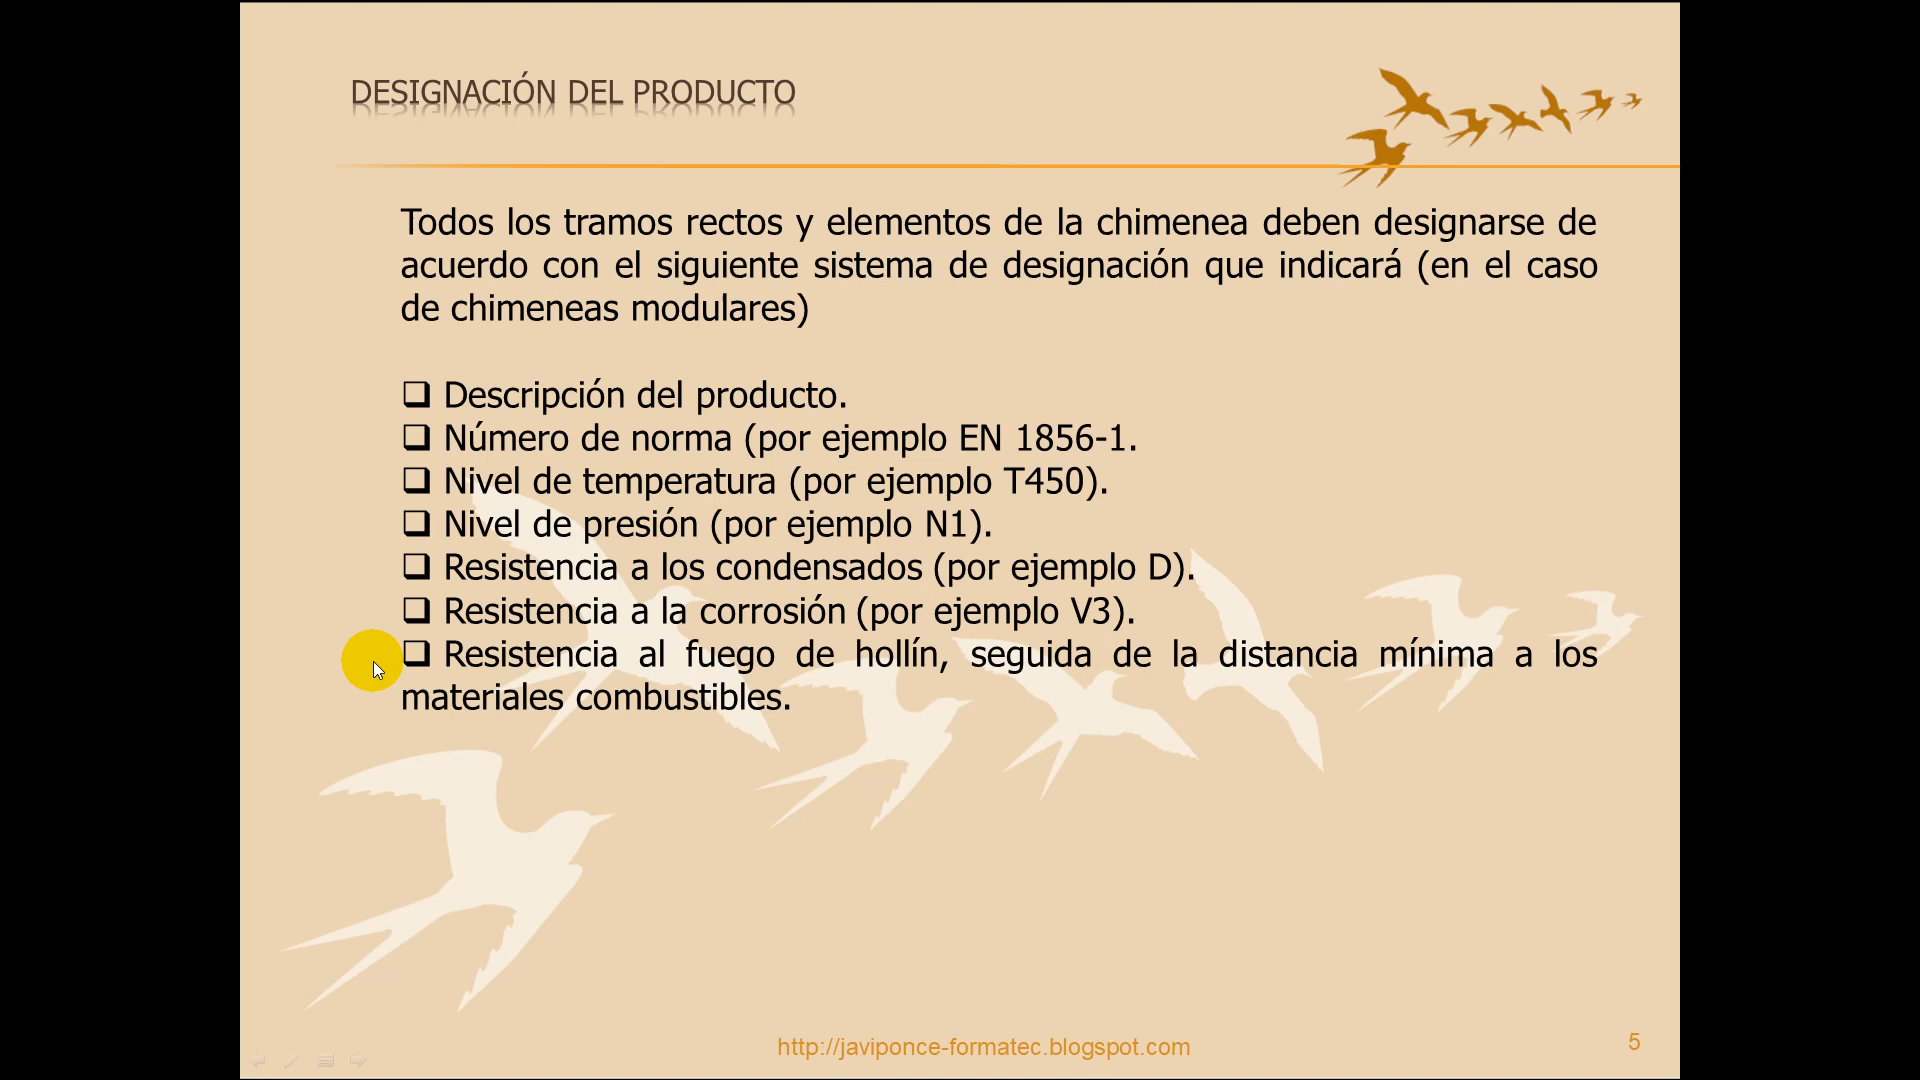 DESIGNACIÓN DEL PRODUCTO
Todos los tramos rectos y elementos de la chimenea deben designarse de
acuerdo con el siguiente sistema de designación que indicará (en el caso
de chimeneas modulares)
❑ Descripción del producto.
❑ Número de norma (por ejemplo EN 1856-1.
❑ Nivel de temperatura (por ejemplo T450).
❑ Nivel de presión (por ejemplo N1).
❑ Resistencia a los condensados (por ejemplo D).
❑ Resistencia a la corrosión (por ejemplo V3).
❑ Resistencia al fuego de hollín, seguida de la distancia mínima a los
materiales combustibles.
http://javiponce-formatec.blogspot.com
5